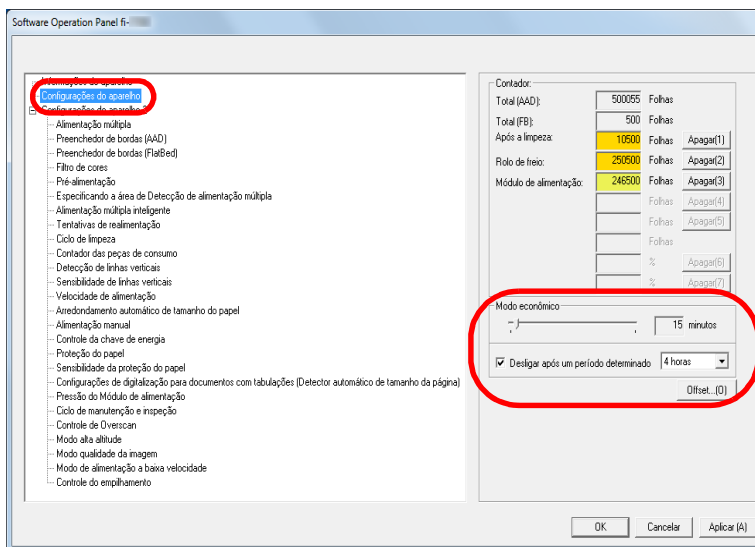 Software Operation Panel fi-
Informações do aparelho
Configurações do aparelho
Configurações do aparelho 2
Alimentação múltipla
Preenchedor de bordas (AAD)
Preenchedor de bordas (FlatBed)
Filtro de cores
Pré-alimentação
Especificando a área de Detecção de alimentação múltipla
Alimentação múltipla inteligente
Tentativas de realimentação
Ciclo de limpeza
Contador das peças de consumo
Detecção de linhas verticais
Sensibilidade de linhas verticais
Velocidade de alimentação
Arredondamento automático de tamanho do papel
Alimentação manual
Controle da chave de energia
Proteção do papel
Sensibilidade da proteção do papel
Configurações de digitalização para documentos com tabulações (Detector automático de tamanho da página)
Pressão do Módulo de alimentação
Ciclo de manutenção e inspeção
Controle de Overscan
Modo alta altitude
Modo qualidade da imagem
Modo de alimentação a baixa velocidade
Controle do empilhamento
Contador:
Total (AAD): 500055 Folhas
Total (FB): 500 Folhas
Após a limpeza: 10500 Folhas Apagar(1)
Rolo de freio: 250500 Folhas Apagar(2)
Módulo de alimentação: 246500 Folhas Apagar(3)
Folhas Apagar(4)
Folhas Apagar(5)
Folhas
% Apagar(6)
% Apagar(7)
Modo econômico
15 minutos
Desligar após um período determinado 4 horas
Offset...(O)
OK Cancelar Aplicar (A)